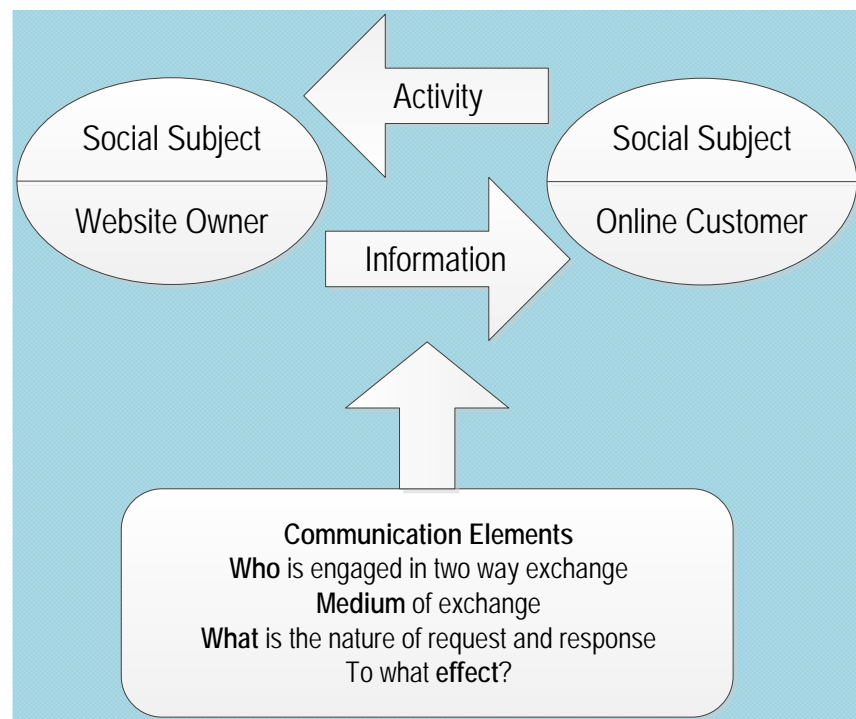 Activity
Social Subject
Website Owner
Social Subject
Online Customer
Information
Communication Elements
Who is engaged in two way exchange
Medium of exchange
What is the nature of request and response
To what effect?